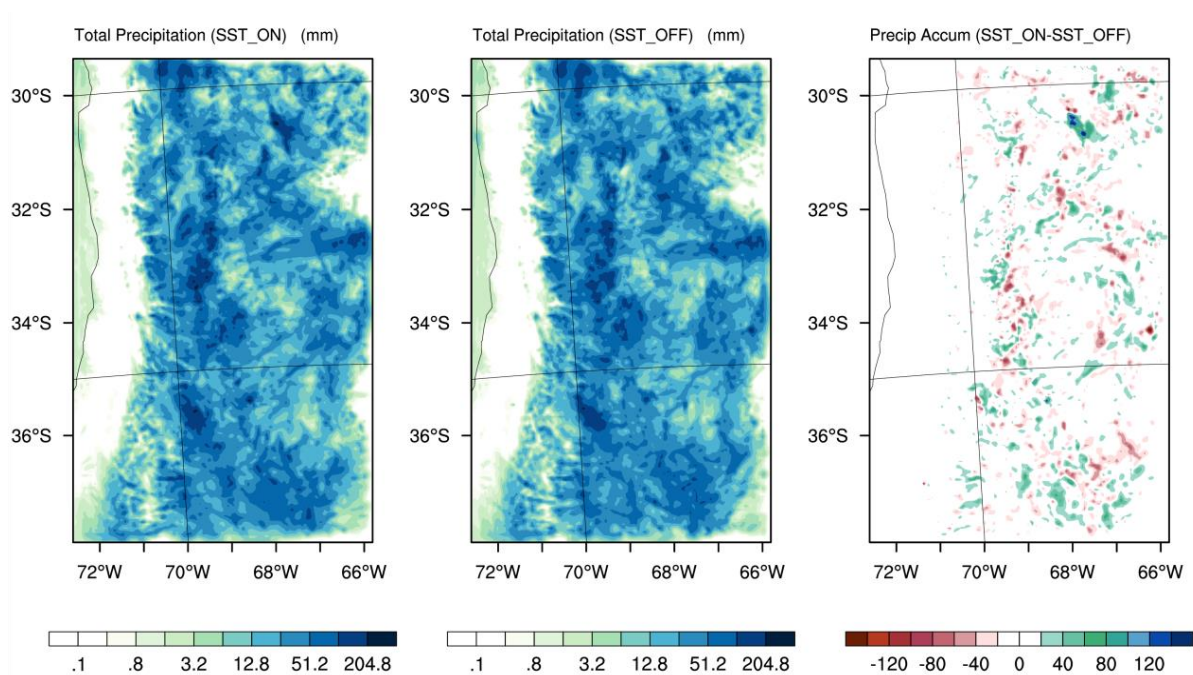 Total Precipitation (SST_ON) (mm)
Total Precipitation (SST_OFF) (mm)
Precip Accum (SST_ON-SST_OFF)
30°S
32°S
34°S
36°S
72°W 70°W 68°W 66°W
30°S
32°S
34°S
36°S
72°W 70°W 68°W 66°W
30°S
32°S
34°S
36°S
72°W 70°W 68°W 66°W
.1 .8 3.2 12.8 51.2 204.8
.1 .8 3.2 12.8 51.2 204.8
-120 -80 -40 0 40 80 120